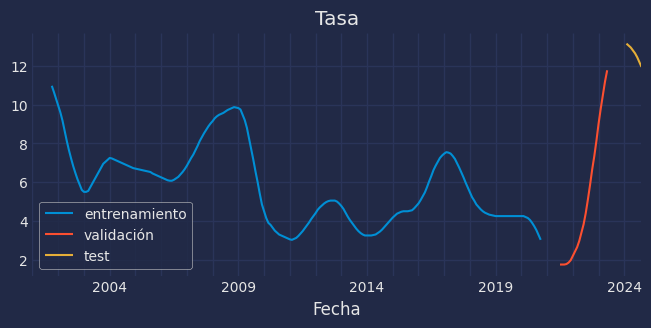 Tasa
12
10
8
6
4
2
entrenamiento
validación
test
2004 2009 2014 2019 2024
Fecha